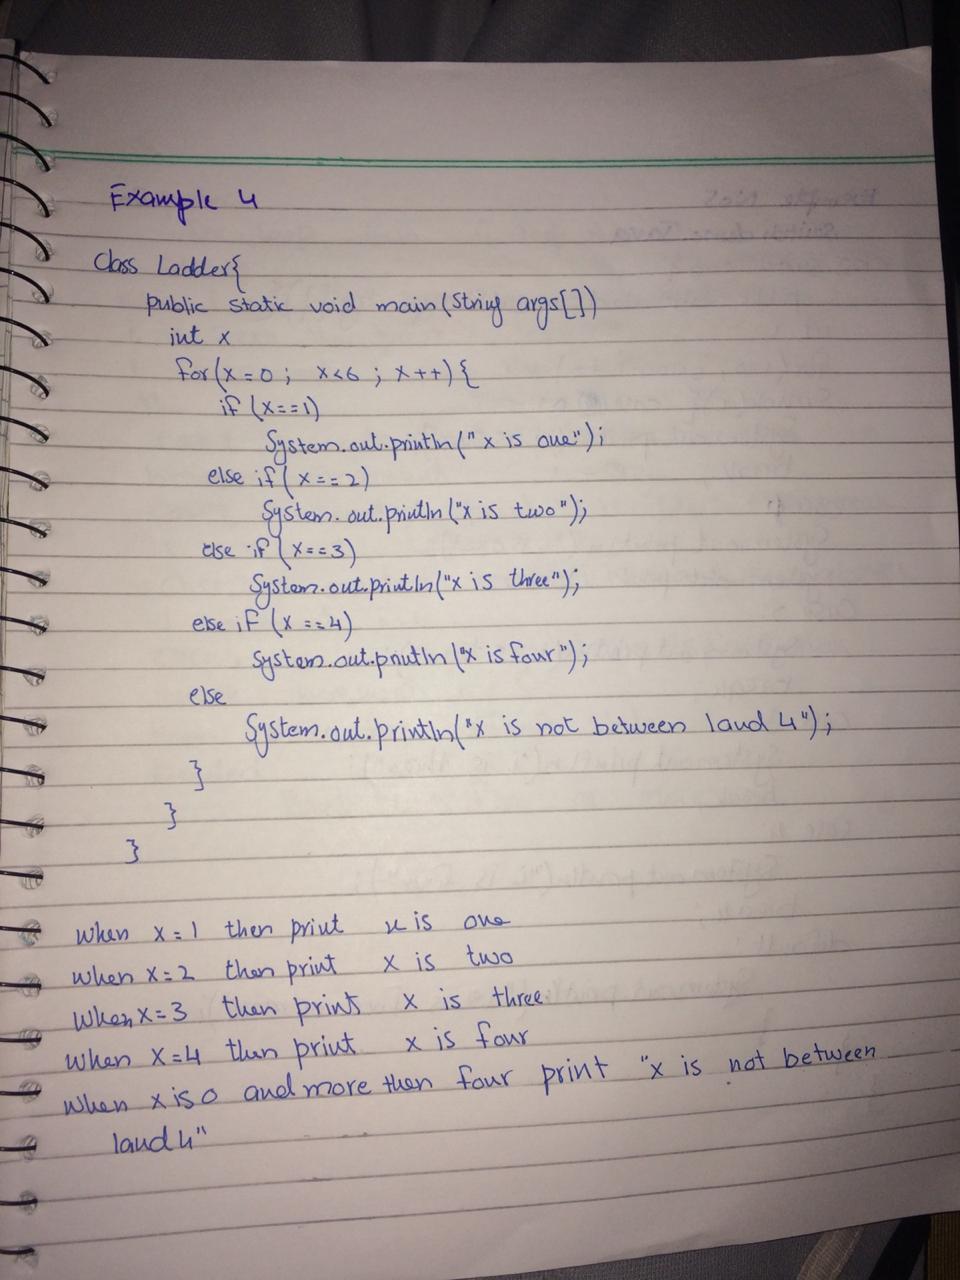 Example 4
Class Ladder{
public static void main(String args[])
int x
for(x=0; x<6; x++){
if (x==1)
System.out.println("x is one");
else if(x==2)
System.out.println("x is two");
else if(x==3)
System.out.println("x is three");
else if (x==4)
System.out.println("x is four");
else
System.out.println("x is not between 1and 4");
}
}
}
when x=1 then print x is one
when x=2 then print x is two
when x=3 then print x is three
when x=4 then print x is four
when x is 0 and more then four print "x is not between
1and 4"